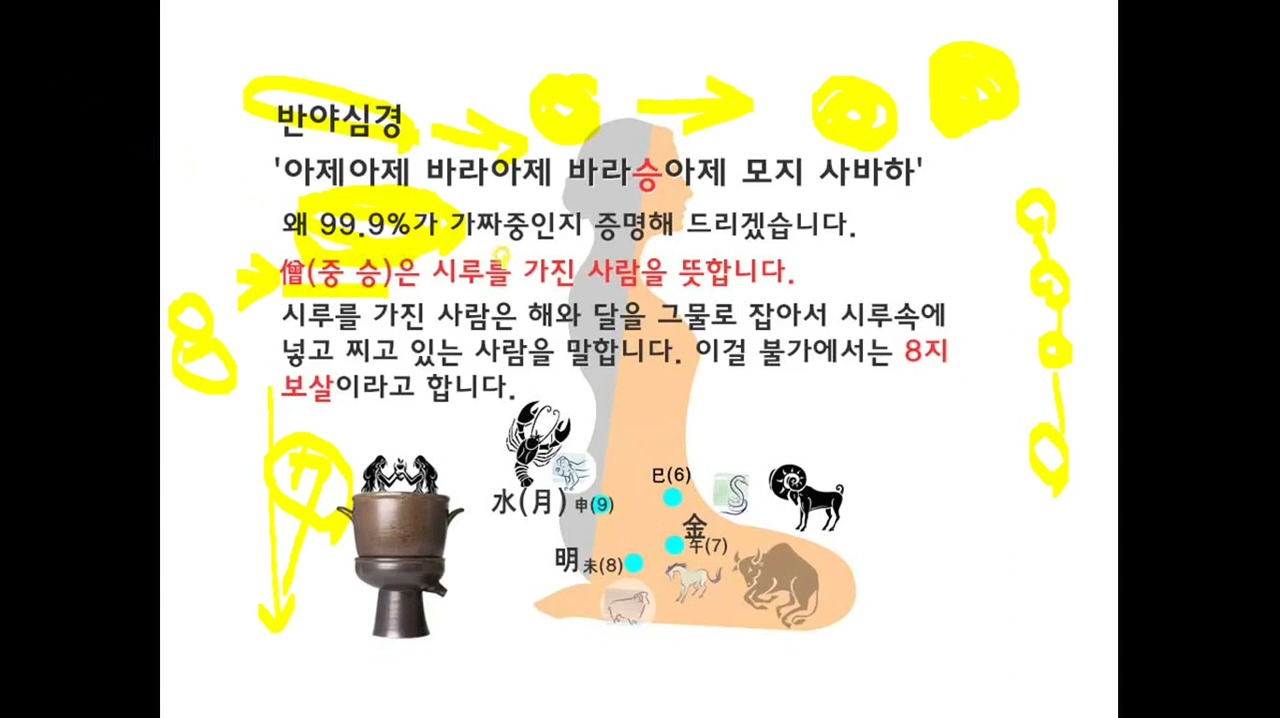 반야심경
'아제아제 바라아제 바라승아제 모지 사바하'
왜 99.9%가 가짜중인지 증명해 드리겠습니다.
僧(중 승)은 시루를 가진 사람을 뜻합니다.
시루를 가진 사람은 해와 달을 그물로 잡아서 시루속에
넣고 찌고 있는 사람을 말합니다. 이걸 불가에서는 8지
보살이라고 합니다.
巳(6)
水(月) 申(9)
金
午(7)
明 未(8)